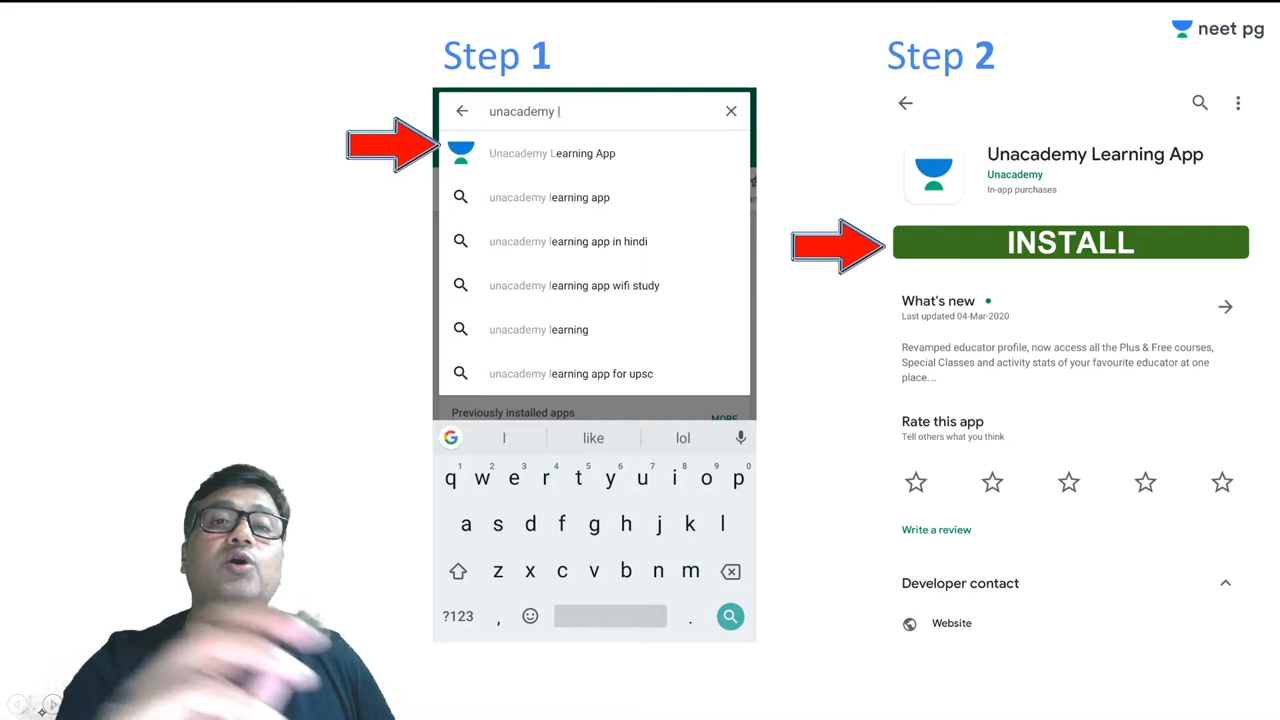 neet pg
Step 1
unacademy l
Unacademy Learning App
unacademy learning app
unacademy learning app in hindi
unacademy learning app wifi study
unacademy learning
unacademy learning app for upsc
Previously installed apps
MORE
l like lol
1 2 3 4 5 6 7 8 9 0
q w e r t y u i o p
a s d f g h j k l
z x c v b n m
?123 , .
Step 2
Unacademy Learning App
Unacademy
In-app purchases
INSTALL
What's new
Last updated 04-Mar-2020
Revamped educator profile, now access all the Plus & Free courses,
Special Classes and activity stats of your favourite educator at one
place....
Rate this app
Tell others what you think
Write a review
Developer contact
Website